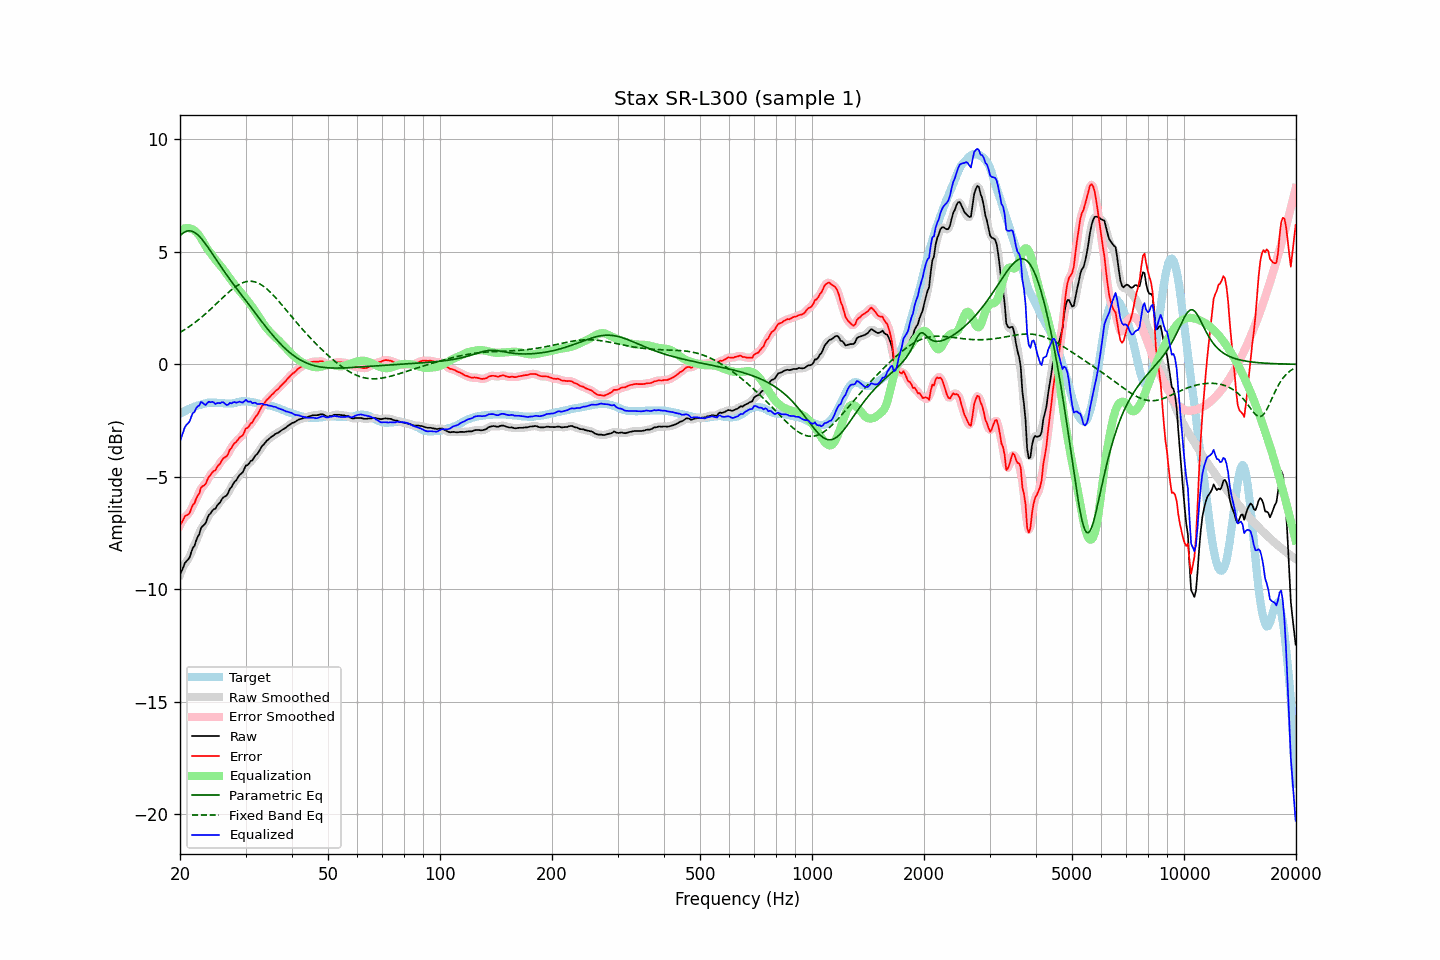 Stax SR-L300 (sample 1)
10
5
0
−5
−10
−15
−20
Amplitude (dBr)
Target
Raw Smoothed
Error Smoothed
Raw
Error
Equalization
Parametric Eq
Fixed Band Eq
Equalized
20 50 100 200 500 1000 2000 5000 10000 20000
Frequency (Hz)